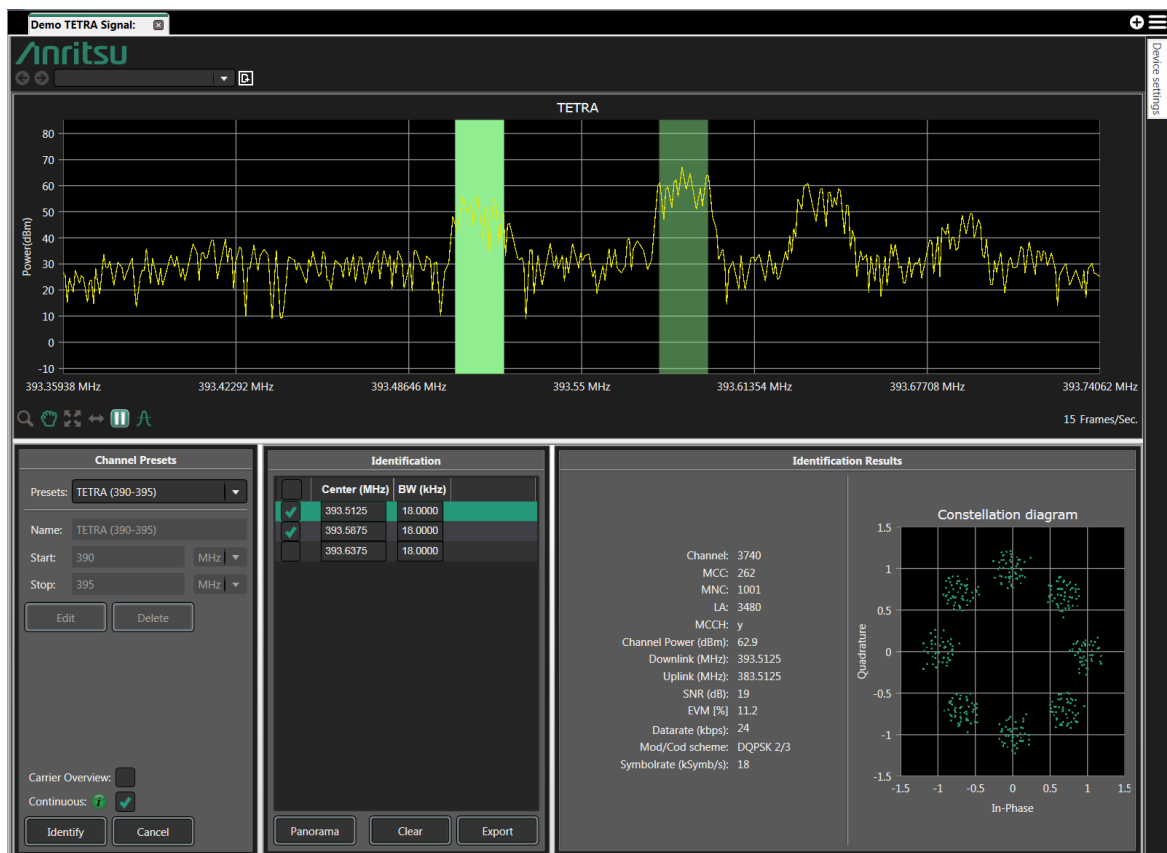 Demo TETRA Signal:
Anritsu
Device settings
TETRA
Power(dBm)
80
70
60
50
40
30
20
10
0
-10
393.35938 MHz 393.42292 MHz 393.48646 MHz 393.55 MHz 393.61354 MHz 393.67708 MHz 393.74062 MHz
15 Frames/Sec.
Channel Presets
Presets: TETRA (390-395)
Name: TETRA (390-395)
Start: 390 MHz
Stop: 395 MHz
Edit Delete
Carrier Overview:
Continuous: i
Identify Cancel
Identification
Center (MHz) BW (kHz)
393.5125 18.0000
393.5875 18.0000
393.6375 18.0000
Panorama Clear Export
Identification Results
Channel: 3740
MCC: 262
MNC: 1001
LA: 3480
MCCH: y
Channel Power (dBm): 62.9
Downlink (MHz): 393.5125
Uplink (MHz): 383.5125
SNR (dB): 19
EVM [%] 11.2
Datarate (kbps): 24
Mod/Cod scheme: DQPSK 2/3
Symbolrate (kSymb/s): 18
Constellation diagram
Quadrature
1.5
1
0.5
0
-0.5
-1
-1.5
-1.5 -1 -0.5 0 0.5 1 1.5
In-Phase